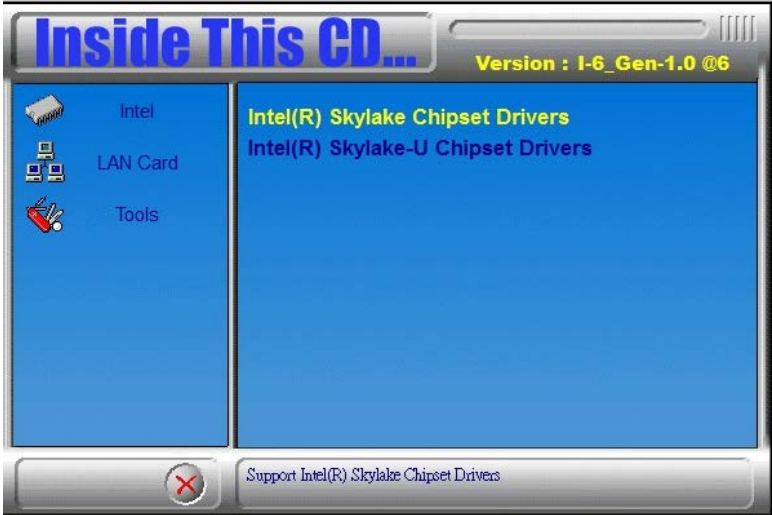 Inside This CD...
Version : I-6_Gen-1.0 @6
Intel
LAN Card
Tools
Intel(R) Skylake Chipset Drivers
Intel(R) Skylake-U Chipset Drivers
Support Intel(R) Skylake Chipset Drivers